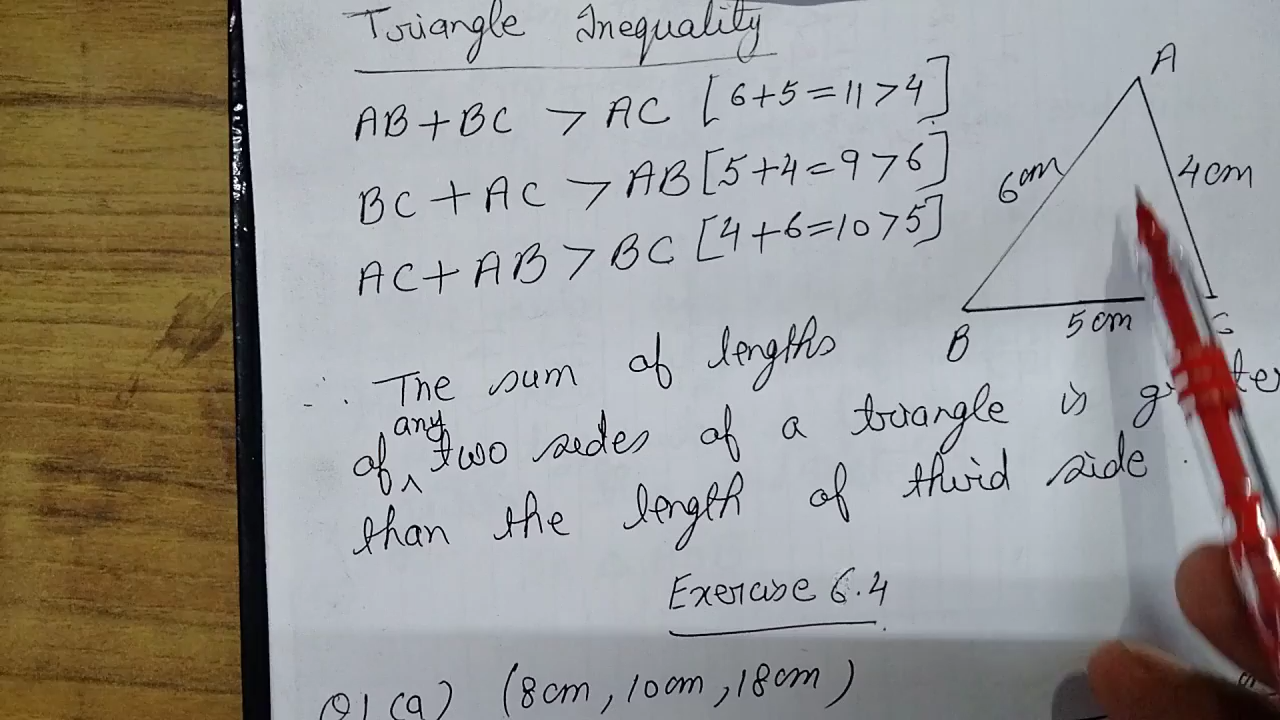 Triangle Inequality
AB+BC > AC [6+5=11>4]
BC + AC > AB [5+4=9>6]
AC+AB > BC [4+6=10>5]
A
6cm
4cm
B
5cm
C
∴ The sum of lengths
of any two sides of a triangle is
than the length of third side.
Exercise 6.4
Q1 (a) (8cm, 10cm, 18cm)